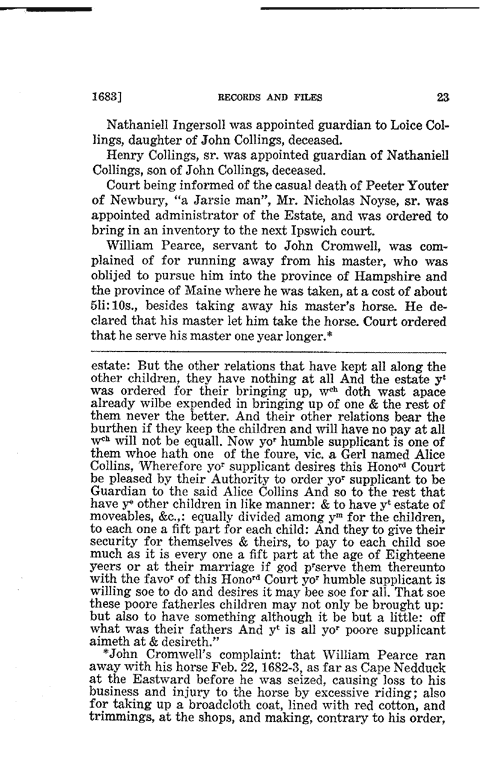 1683] RECORDS AND FILES 23
Nathaniell Ingersoll was appointed guardian to Loice Col-
lings, daughter of John Collings, deceased.
Henry Collings, sr. was appointed guardian of Nathaniell
Collings, son of John Collings, deceased.
Court being informed of the casual death of Peeter Youter
of Newbury, "a Jarsie man", Mr. Nicholas Noyse, sr. was
appointed administrator of the Estate, and was ordered to
bring in an inventory to the next Ipswich court.
William Pearce, servant to John Cromwell, was com-
plained of for running away from his master, who was
oblijed to pursue him into the province of Hampshire and
the province of Maine where he was taken, at a cost of about
5li: 10s., besides taking away his master's horse. He de-
clared that his master let him take the horse. Court ordered
that he serve his master one year longer.*
estate: But the other relations that have kept all along the
other children, they have nothing at all And the estate yᵗ
was ordered for their bringing up, wᶜʰ doth wast apace
already wilbe expended in bringing up of one & the rest of
them never the better. And their other relations bear the
burthen if they keep the children and will have no pay at all
wᶜʰ will not be equall. Now yoʳ humble supplicant is one of
them whoe hath one of the foure, vic. a Gerl named Alice
Collins, Wherefore yoʳ supplicant desires this Honoʳᵈ Court
be pleased by their Authority to order yoʳ supplicant to be
Guardian to the said Alice Collins And so to the rest that
have yᵉ other children in like manner: & to have yᵗ estate of
moveables, &c.,: equally divided among yᵐ for the children,
to each one a fift part for each child: And they to give their
security for themselves & theirs, to pay to each child soe
much as it is every one a fift part at the age of Eighteene
yeers or at their marriage if god pʳserve them thereunto
with the favoʳ of this Honoʳᵈ Court yoʳ humble supplicant is
willing soe to do and desires it may bee soe for all. That soe
these poore fatherles children may not only be brought up:
but also to have something although it be but a little: off
what was their fathers And yᵗ is all yoʳ poore supplicant
aimeth at & desireth."
*John Cromwell's complaint: that William Pearce ran
away with his horse Feb. 22, 1682-3, as far as Cape Nedduck
at the Eastward before he was seized, causing loss to his
business and injury to the horse by excessive riding; also
for taking up a broadcloth coat, lined with red cotton, and
trimmings, at the shops, and making, contrary to his order,